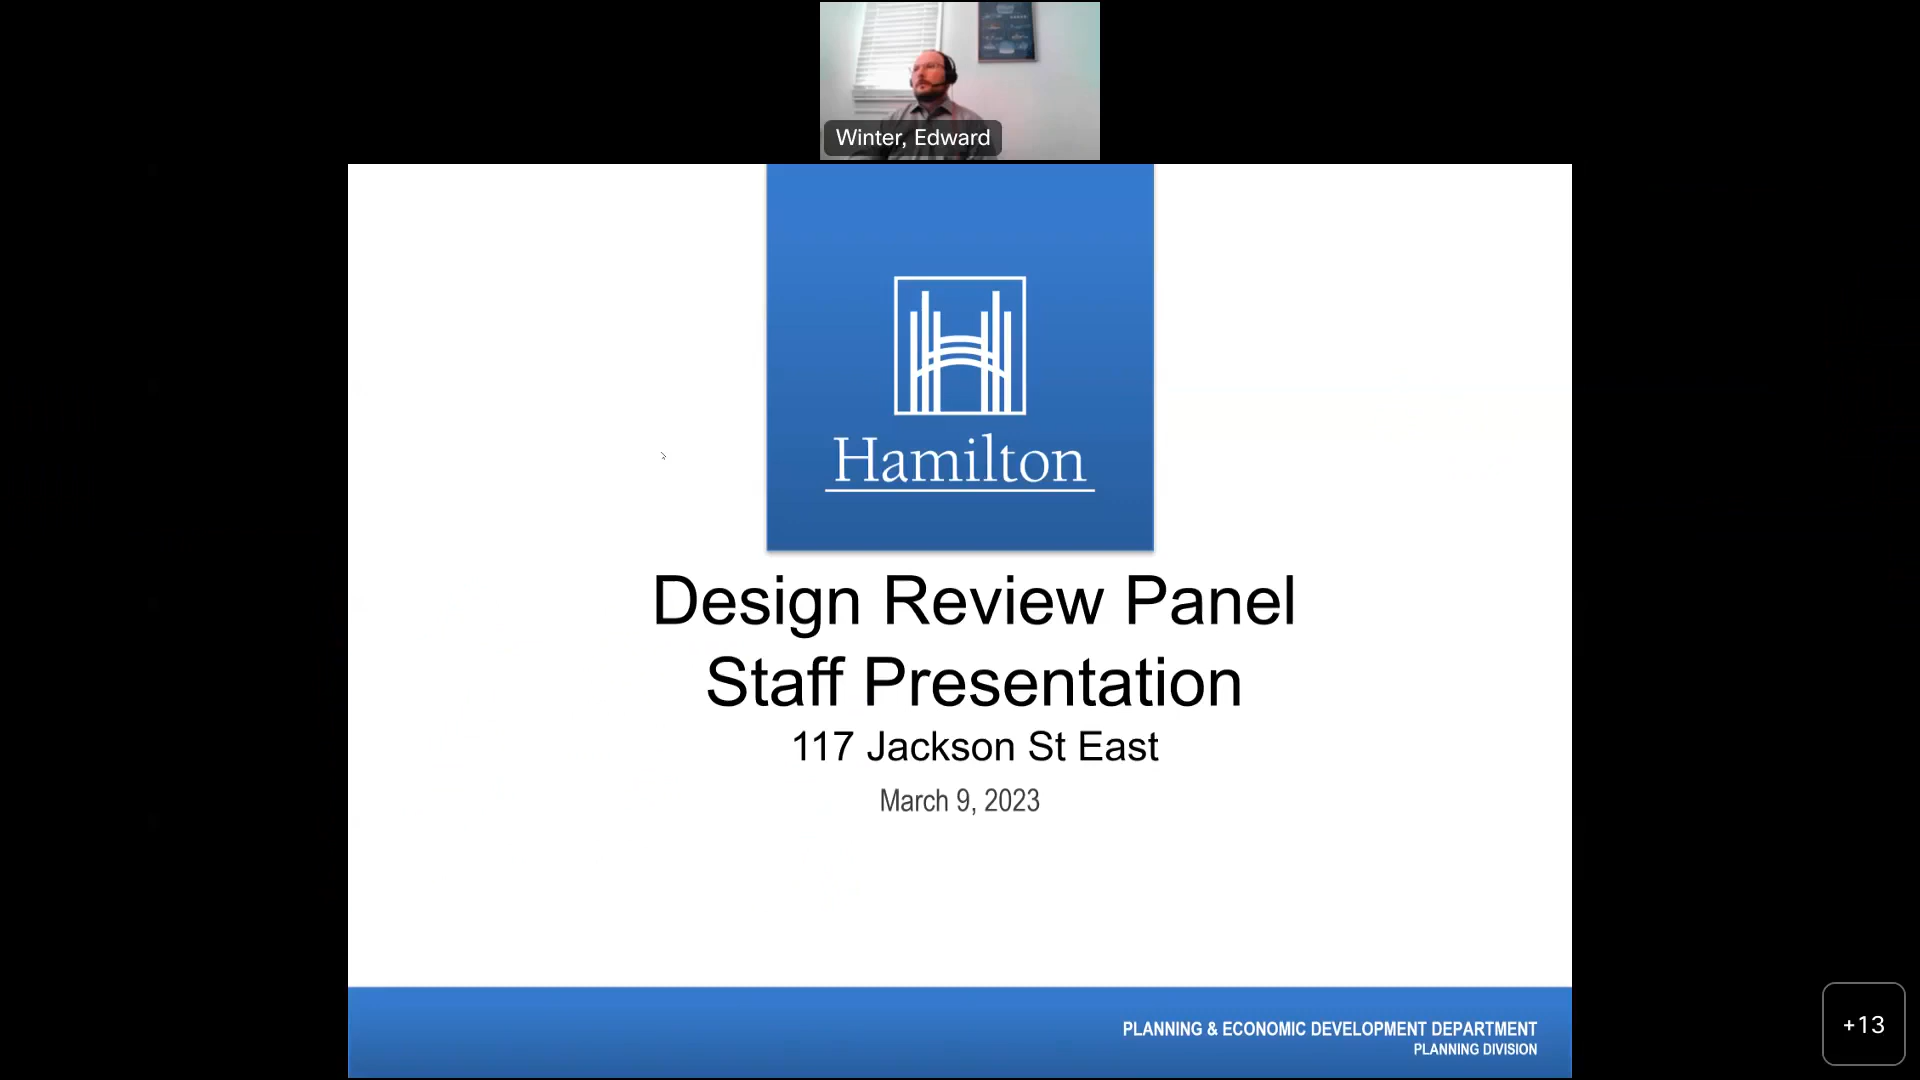 Winter, Edward
Hamilton
Design Review Panel
Staff Presentation
117 Jackson St East
March 9, 2023
PLANNING & ECONOMIC DEVELOPMENT DEPARTMENT
PLANNING DIVISION
+13